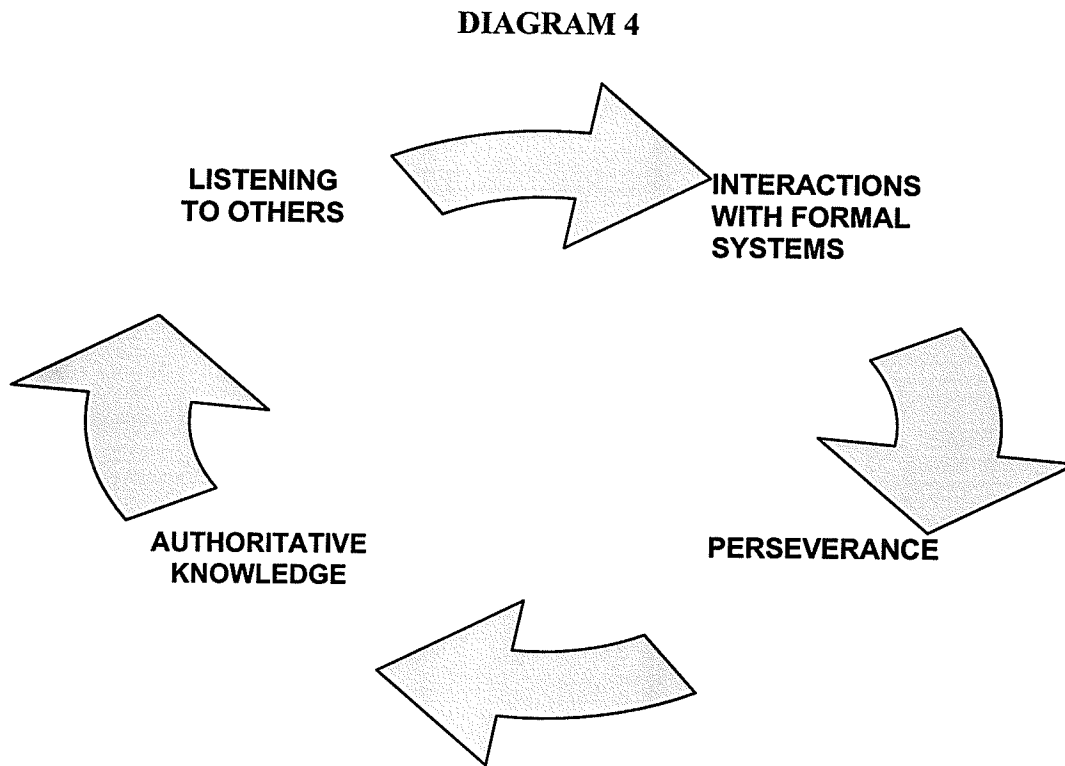 DIAGRAM 4
LISTENING
TO OTHERS
INTERACTIONS
WITH FORMAL
SYSTEMS
AUTHORITATIVE
KNOWLEDGE
PERSEVERANCE